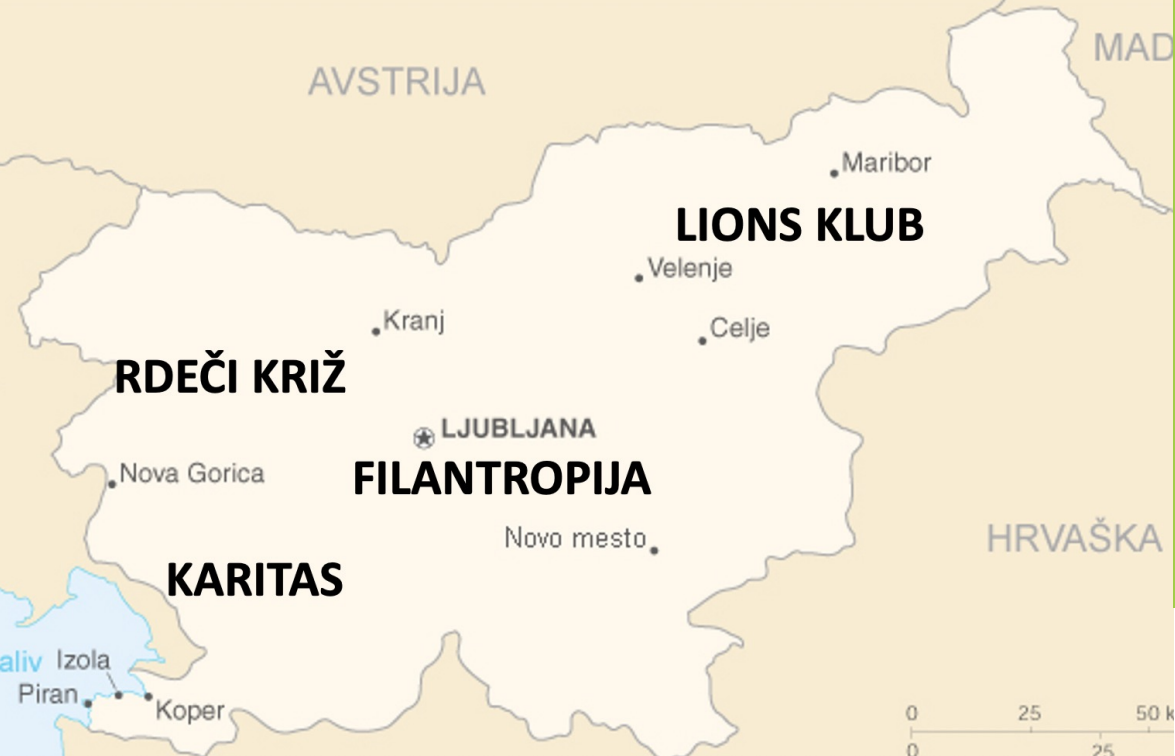 MAD
AVSTRIJA
Maribor
LIONS KLUB
Velenje
Kranj
Celje
RDEČI KRIŽ
LJUBLJANA
Nova Gorica
FILANTROPIJA
Novo mesto
HRVAŠKA
KARITAS
aliv
Izola
Piran
Koper
0 25 50 k
0 25